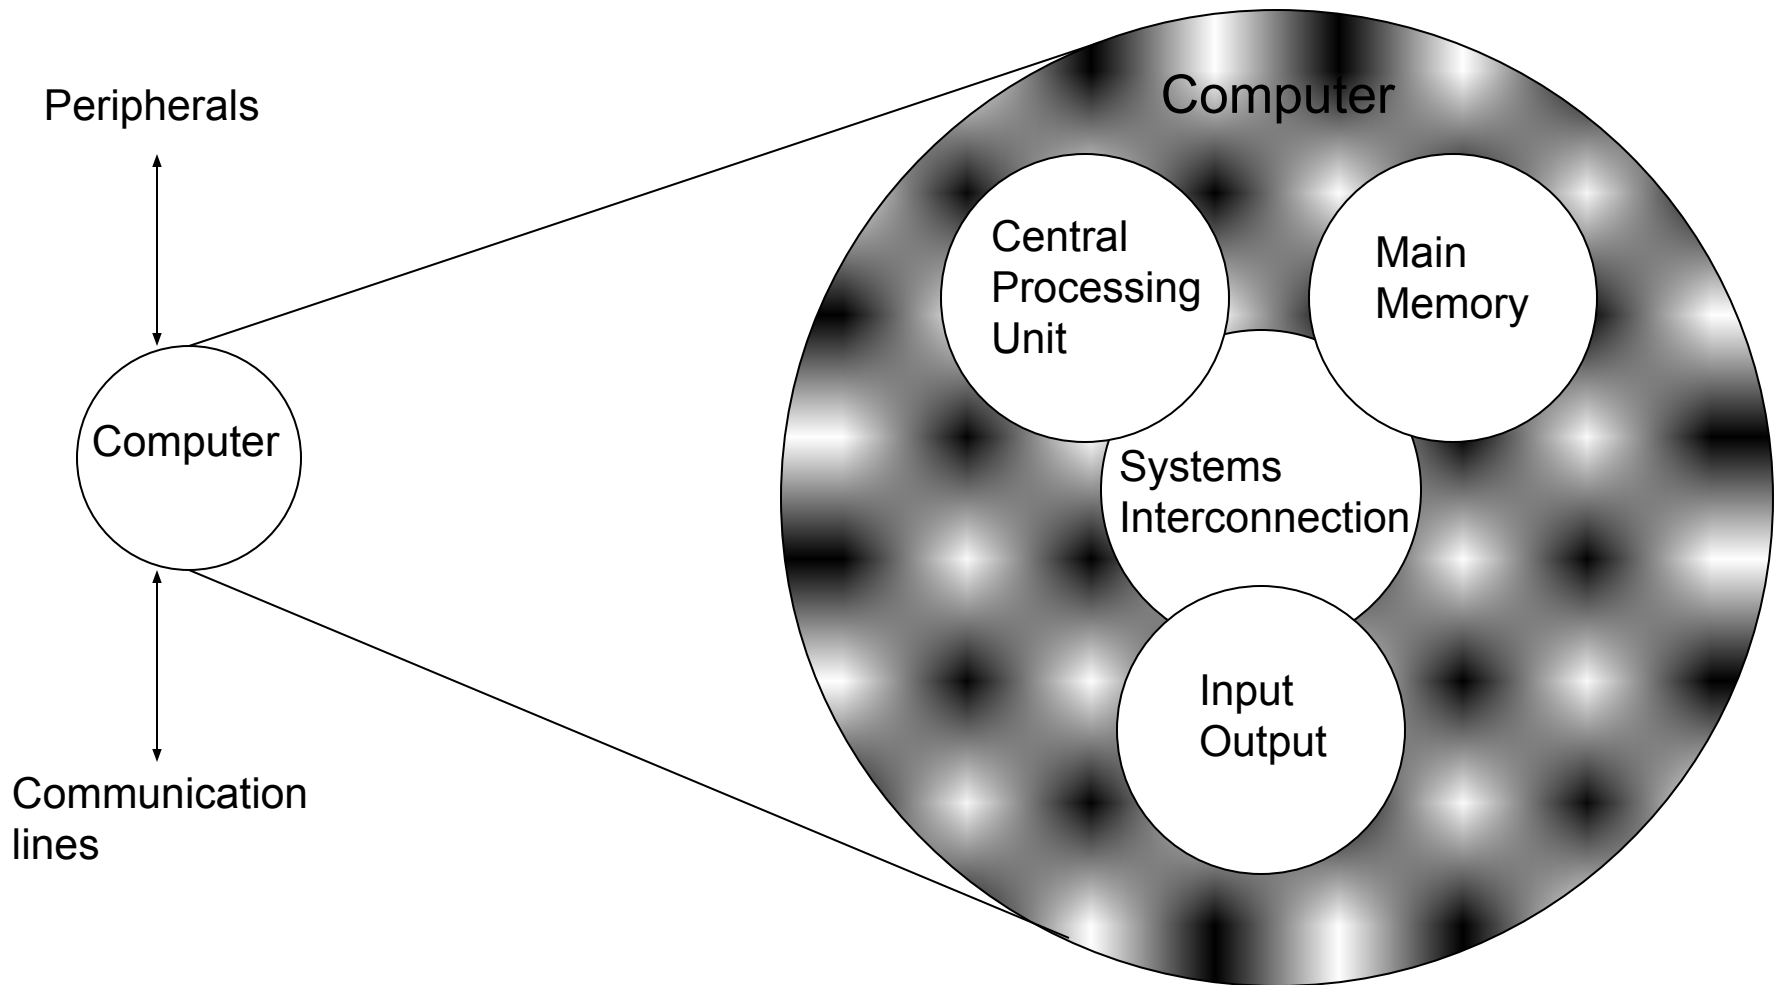 Peripherals
Computer
Communication
lines
Computer
Central
Processing
Unit
Main
Memory
Systems
Interconnection
Input
Output